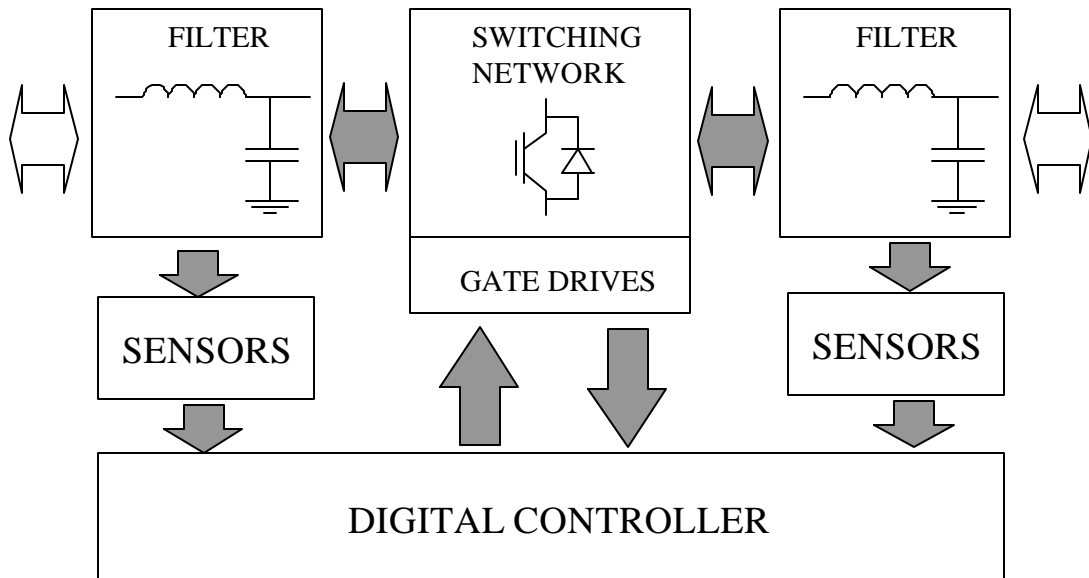 FILTER
SWITCHING
NETWORK
FILTER
GATE DRIVES
SENSORS
SENSORS
DIGITAL CONTROLLER